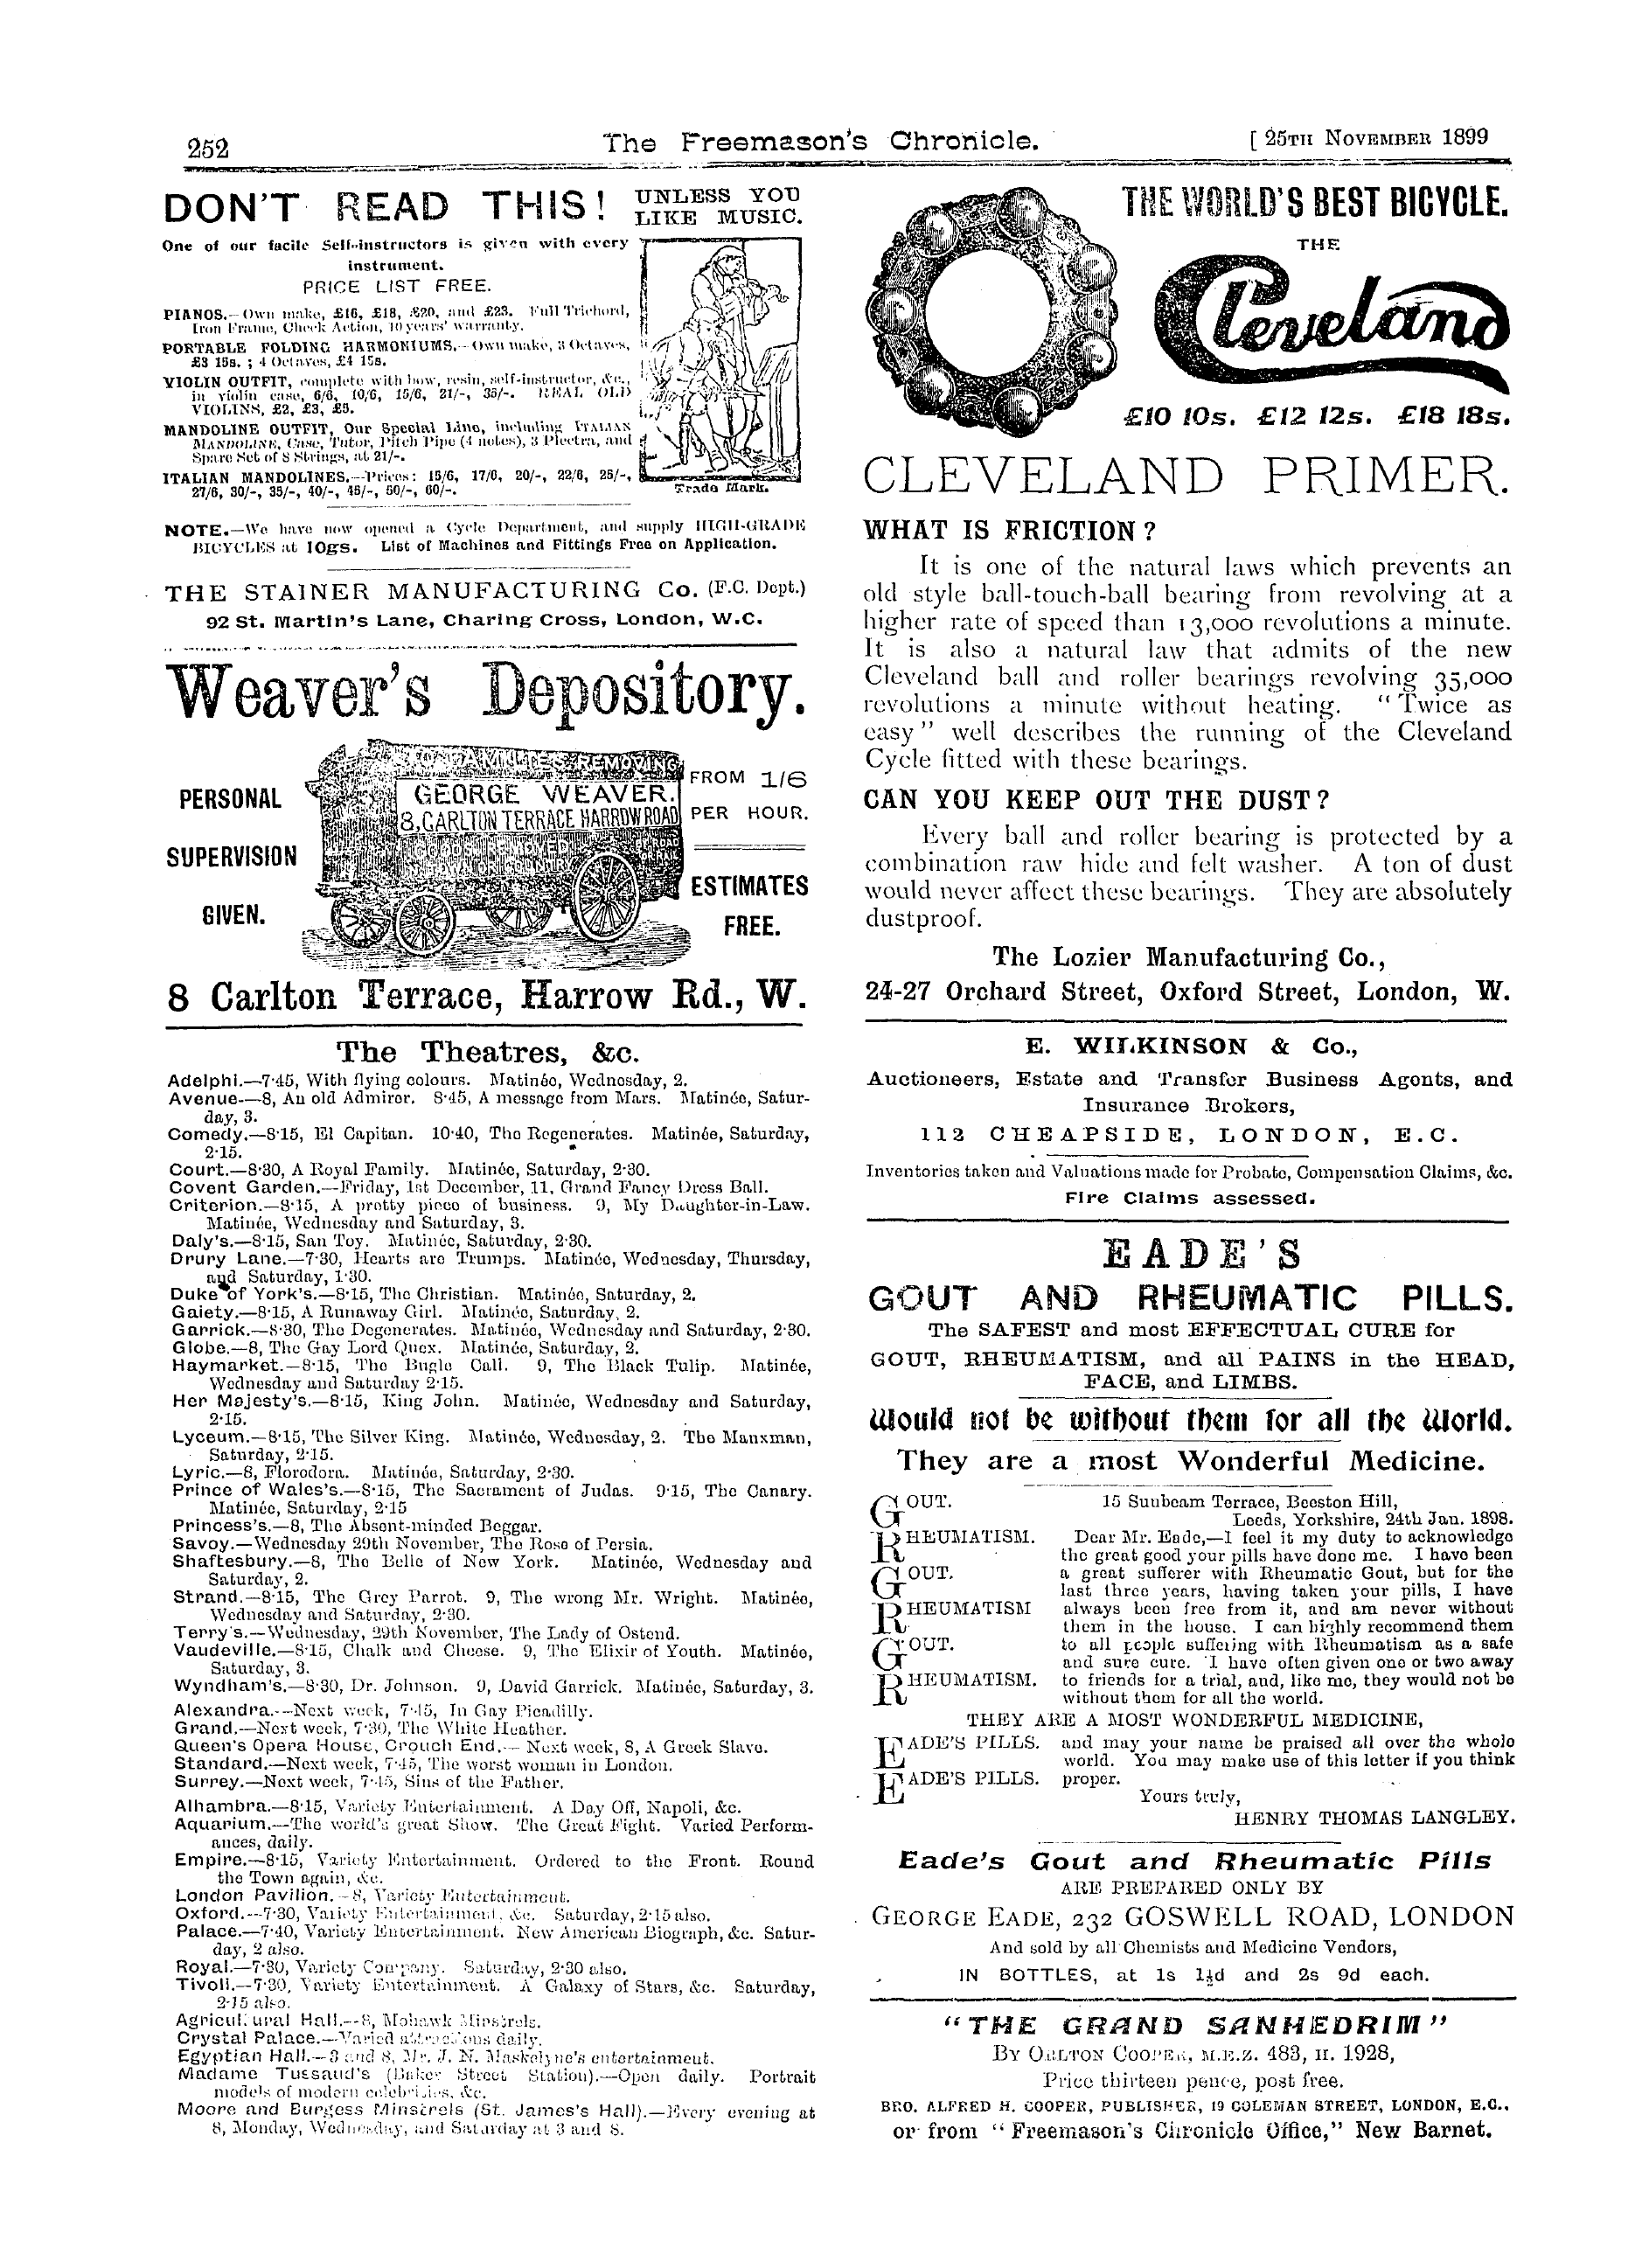 252
The Freemason's Chronicle.
[ 25TH NOVEMBER 1899
DON'T READ THIS!
UNLESS YOU
LIKE MUSIC.
One of our facile Self-instructors is given with every
instrument.
PRICE LIST FREE.
PIANOS.—Own make, £16, £18, £20, and £23. Full Trichord,
Iron Frame, Check Action, 10 years' warranty.
PORTABLE FOLDING HARMONIUMS.—Own make, 3 Octaves,
£3 15s. ; 4 Octaves, £4 15s.
VIOLIN OUTFIT, complete with bow, resin, self-instructor, &c.,
in violin case, 6/6, 10/6, 15/6, 21/-, 35/-. REAL OLD
VIOLINS, £2, £3, £5.
MANDOLINE OUTFIT, Our Special Line, including ITALIAN
MANDOLINE, Case, Tutor, Pitch Pipe (4 notes), 3 Plectra, and
Spare Set of 8 Strings, at 21/-.
ITALIAN MANDOLINES.—Prices: 15/6, 17/6, 20/-, 22/6, 25/-,
27/6, 30/-, 35/-, 40/-, 45/-, 50/-, 60/-.
Trade Mark.
NOTE.—We have now opened a Cycle Department, and supply HIGH-GRADE
BICYCLES at 10gs. List of Machines and Fittings Free on Application.
THE STAINER MANUFACTURING Co. (F.C. Dept.)
92 St. Martin's Lane, Charing Cross, London, W.C.
Weaver's Depository.
PERSONAL
SUPERVISION
GIVEN.
FAMILIES REMOVING
GEORGE WEAVER.
8, CARLTON TERRACE HARROW ROAD
FROM 1/6
PER HOUR.
ESTIMATES
FREE.
8 Carlton Terrace, Harrow Rd., W.
The Theatres, &c.
Adelphi.—7·45, With flying colours. Matinée, Wednesday, 2.
Avenue.—8, An old Admirer. 8·45, A message from Mars. Matinée, Satur-
day, 3.
Comedy.—8·15, El Capitan. 10·40, The Regenerates. Matinée, Saturday,
2·15.
Court.—8·30, A Royal Family. Matinée, Saturday, 2·30.
Covent Garden.—Friday, 1st December, 11, Grand Fancy Dress Ball.
Criterion.—8·15, A pretty piece of business. 9, My Daughter-in-Law.
Matinée, Wednesday and Saturday, 3.
Daly's.—8·15, San Toy. Matinée, Saturday, 2·30.
Drury Lane.—7·30, Hearts are Trumps. Matinée, Wednesday, Thursday,
and Saturday, 1·30.
Duke of York's.—8·15, The Christian. Matinée, Saturday, 2.
Gaiety.—8·15, A Runaway Girl. Matinée, Saturday, 2.
Garrick.—8·30, The Degenerates. Matinée, Wednesday and Saturday, 2·30.
Globe.—8, The Gay Lord Quex. Matinée, Saturday, 2.
Haymarket.—8·15, The Bugle Call. 9, The Black Tulip. Matinée,
Wednesday and Saturday 2·15.
Her Majesty's.—8·15, King John. Matinée, Wednesday and Saturday,
2·15.
Lyceum.—8·15, The Silver King. Matinée, Wednesday, 2. The Manxman,
Saturday, 2·15.
Lyric.—8, Florodora. Matinée, Saturday, 2·30.
Prince of Wales's.—8·15, The Sacrament of Judas. 9·15, The Canary.
Matinée, Saturday, 2·15
Princess's.—8, The Absent-minded Beggar.
Savoy.—Wednesday 29th November, The Rose of Persia.
Shaftesbury.—8, The Belle of New York. Matinée, Wednesday and
Saturday, 2.
Strand.—8·15, The Grey Parrot. 9, The wrong Mr. Wright. Matinée,
Wednesday and Saturday, 2·30.
Terry's.—Wednesday, 29th November, The Lady of Ostend.
Vaudeville.—8·15, Chalk and Cheese. 9, The Elixir of Youth. Matinée,
Saturday, 3.
Wyndham's.—8·30, Dr. Johnson. 9, David Garrick. Matinée, Saturday, 3.
Alexandra.—Next week, 7·45, In Gay Picadilly.
Grand.—Next week, 7·30, The White Heather.
Queen's Opera House, Crouch End.—Next week, 8, A Greek Slave.
Standard.—Next week, 7·45, The worst woman in London.
Surrey.—Next week, 7·45, Sins of the Father.
Alhambra.—8·15, Variety Entertainment. A Day Off, Napoli, &c.
Aquarium.—The world's great Show. The Great Fight. Varied Perform-
ances, daily.
Empire.—8·15, Variety Entertainment. Ordered to the Front. Round
the Town again, &c.
London Pavilion.—8, Variety Entertainment.
Oxford.—7·30, Variety Entertainment, &c. Saturday, 2·15 also.
Palace.—7·40, Variety Entertainment. New American Biograph, &c. Satur-
day, 2 also.
Royal.—7·30, Variety Company. Saturday, 2·30 also.
Tivoli.—7·30, Variety Entertainment. A Galaxy of Stars, &c. Saturday,
2·15 also.
Agricultural Hall.—8, Mohawk Minstrels.
Crystal Palace.—Varied attractions daily.
Egyptian Hall.—3 and 8, Mr. J. N. Maskelyne's entertainment.
Madame Tussaud's (Baker Street Station).—Open daily. Portrait
models of modern celebrities, &c.
Moore and Burgess Minstrels (St. James's Hall).—Every evening at
8, Monday, Wednesday, and Saturday at 3 and 8.
THE WORLD'S BEST BICYCLE.
THE
Cleveland
£10 10s. £12 12s. £18 18s.
CLEVELAND PRIMER.
WHAT IS FRICTION?
It is one of the natural laws which prevents an
old style ball-touch-ball bearing from revolving at a
higher rate of speed than 13,000 revolutions a minute.
It is also a natural law that admits of the new
Cleveland ball and roller bearings revolving 35,000
revolutions a minute without heating. "Twice as
easy" well describes the running of the Cleveland
Cycle fitted with these bearings.
CAN YOU KEEP OUT THE DUST?
Every ball and roller bearing is protected by a
combination raw hide and felt washer. A ton of dust
would never affect these bearings. They are absolutely
dustproof.
The Lozier Manufacturing Co.,
24-27 Orchard Street, Oxford Street, London, W.
E. WILKINSON & Co.,
Auctioneers, Estate and Transfer Business Agents, and
Insurance Brokers,
112 CHEAPSIDE, LONDON, E.C.
Inventories taken and Valuations made for Probate, Compensation Claims, &c.
Fire Claims assessed.
EADE'S
GOUT AND RHEUMATIC PILLS.
The SAFEST and most EFFECTUAL CURE for
GOUT, RHEUMATISM, and all PAINS in the HEAD,
FACE, and LIMBS.
Would not be without them for all the World.
They are a most Wonderful Medicine.
GOUT.
RHEUMATISM.
GOUT.
RHEUMATISM
GOUT.
RHEUMATISM.
15 Sunbeam Terrace, Beeston Hill,
Leeds, Yorkshire, 24th Jan. 1898.
Dear Mr. Eade,—I feel it my duty to acknowledge
the great good your pills have done me. I have been
a great sufferer with Rheumatic Gout, but for the
last three years, having taken your pills, I have
always been free from it, and am never without
them in the house. I can highly recommend them
to all people suffering with Rheumatism as a safe
and sure cure. I have often given one or two away
to friends for a trial, and, like me, they would not be
without them for all the world.
THEY ARE A MOST WONDERFUL MEDICINE,
EADE'S PILLS.
EADE'S PILLS.
and may your name be praised all over the whole
world. You may make use of this letter if you think
proper.
Yours truly,
HENRY THOMAS LANGLEY.
Eade's Gout and Rheumatic Pills
ARE PREPARED ONLY BY
GEORGE EADE, 232 GOSWELL ROAD, LONDON
And sold by all Chemists and Medicine Vendors,
IN BOTTLES, at 1s 1½d and 2s 9d each.
"THE GRAND SANHEDRIM"
BY ORLTON COOPER, M.E.Z. 483, H. 1928,
Price thirteen pence, post free.
BRO. ALFRED H. COOPER, PUBLISHER, 19 COLEMAN STREET, LONDON, E.C.,
or from "Freemason's Chronicle Office," New Barnet.